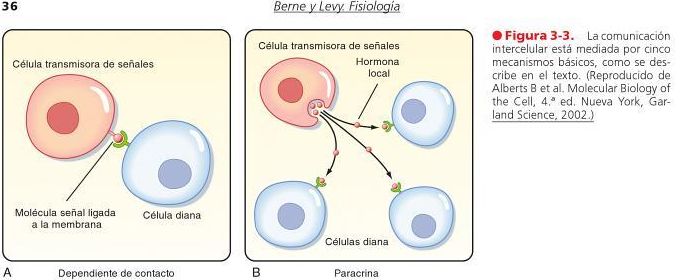 36
Berne y Levy. Fisiología
Célula transmisora de señales
Molécula señal ligada
a la membrana
Célula diana
A
Dependiente de contacto
Célula transmisora de señales
Hormona
local
Células diana
B
Paracrina
Figura 3-3. La comunicación
intercelular está mediada por cinco
mecanismos básicos, como se des-
cribe en el texto. (Reproducido de
Alberts B et al. Molecular Biology of
the Cell, 4.ª ed. Nueva York, Gar-
land Science, 2002.)